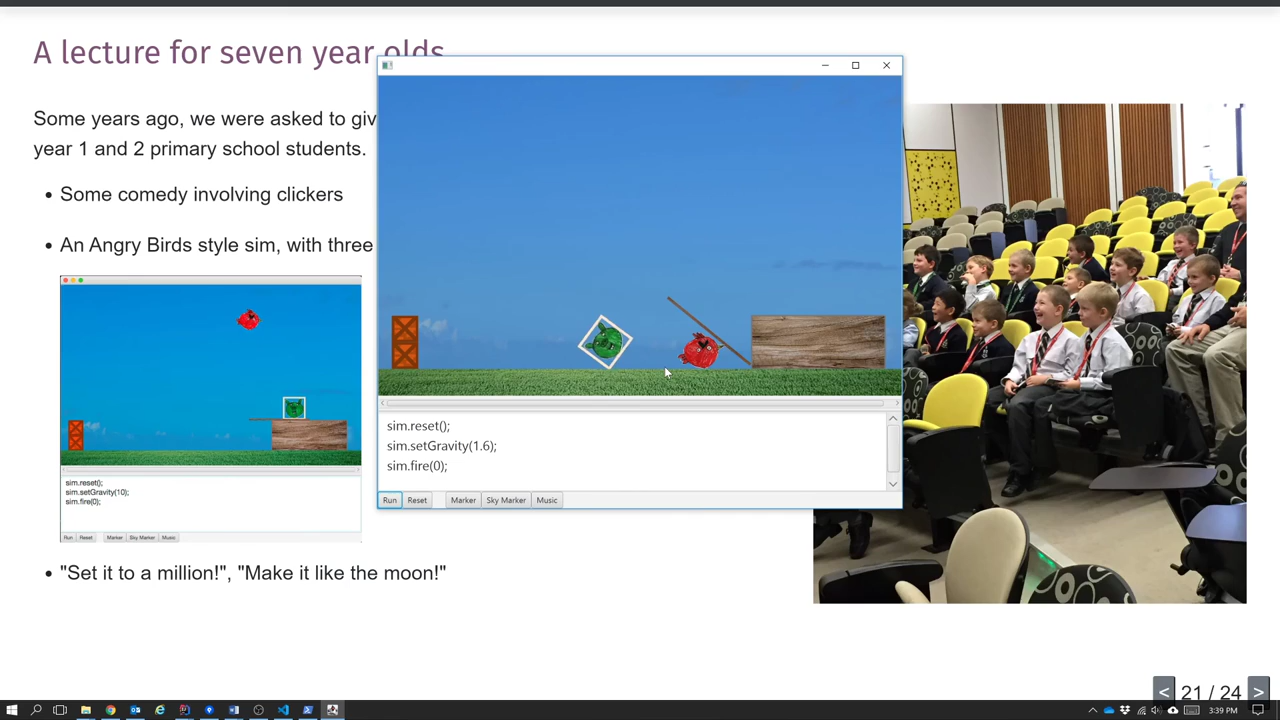 A lecture for seven year olds
Some years ago, we were asked to giv
year 1 and 2 primary school students.
• Some comedy involving clickers
• An Angry Birds style sim, with three
sim.reset();
sim.setGravity(10);
sim.fire(0);
Run Reset Marker Sky Marker Music
• "Set it to a million!", "Make it like the moon!"
sim.reset();
sim.setGravity(1.6);
sim.fire(0);
Run Reset Marker Sky Marker Music
< 21 / 24 >
3:39 PM